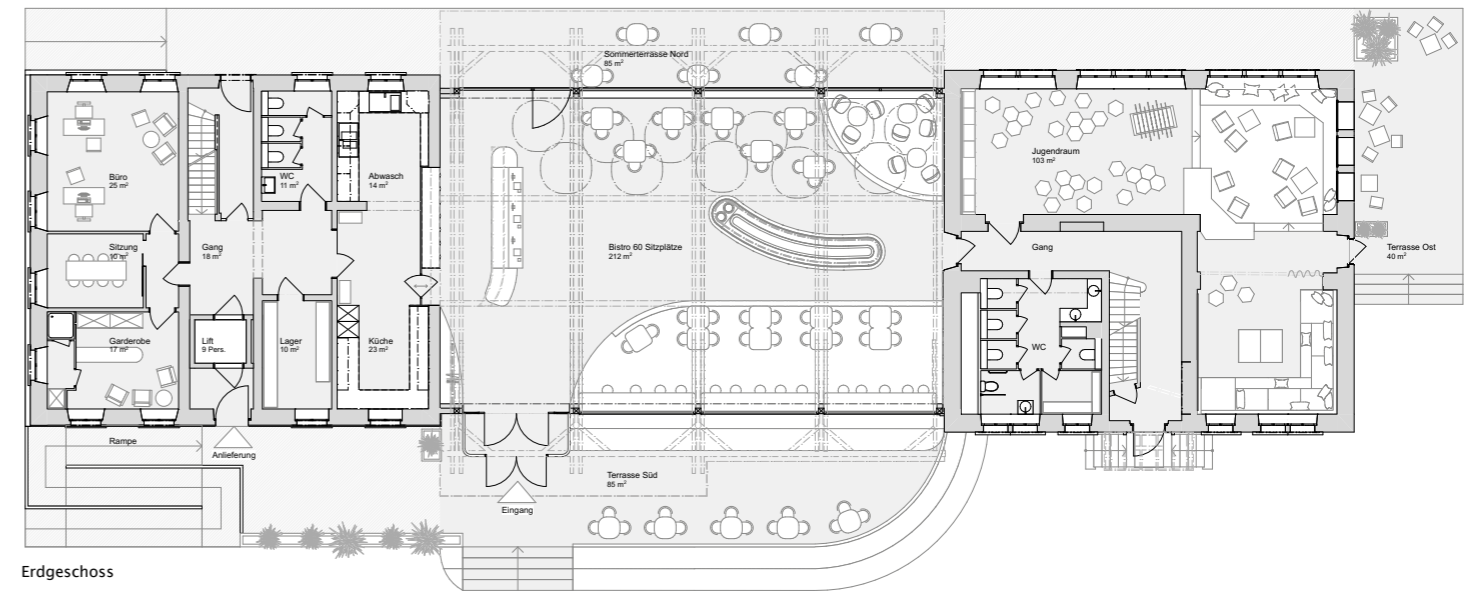 Sommerterrasse Nord
85 m²
Büro
25 m²
WC
11 m²
Abwasch
14 m²
Jugendraum
103 m²
Sitzung
10 m²
Gang
18 m²
Bistro 60 Sitzplätze
212 m²
Gang
Terrasse Ost
40 m²
Garderobe
17 m²
Lift
9 Pers.
Lager
10 m²
Küche
23 m²
WC
Rampe
Anlieferung
Terrasse Süd
85 m²
Eingang
Erdgeschoss